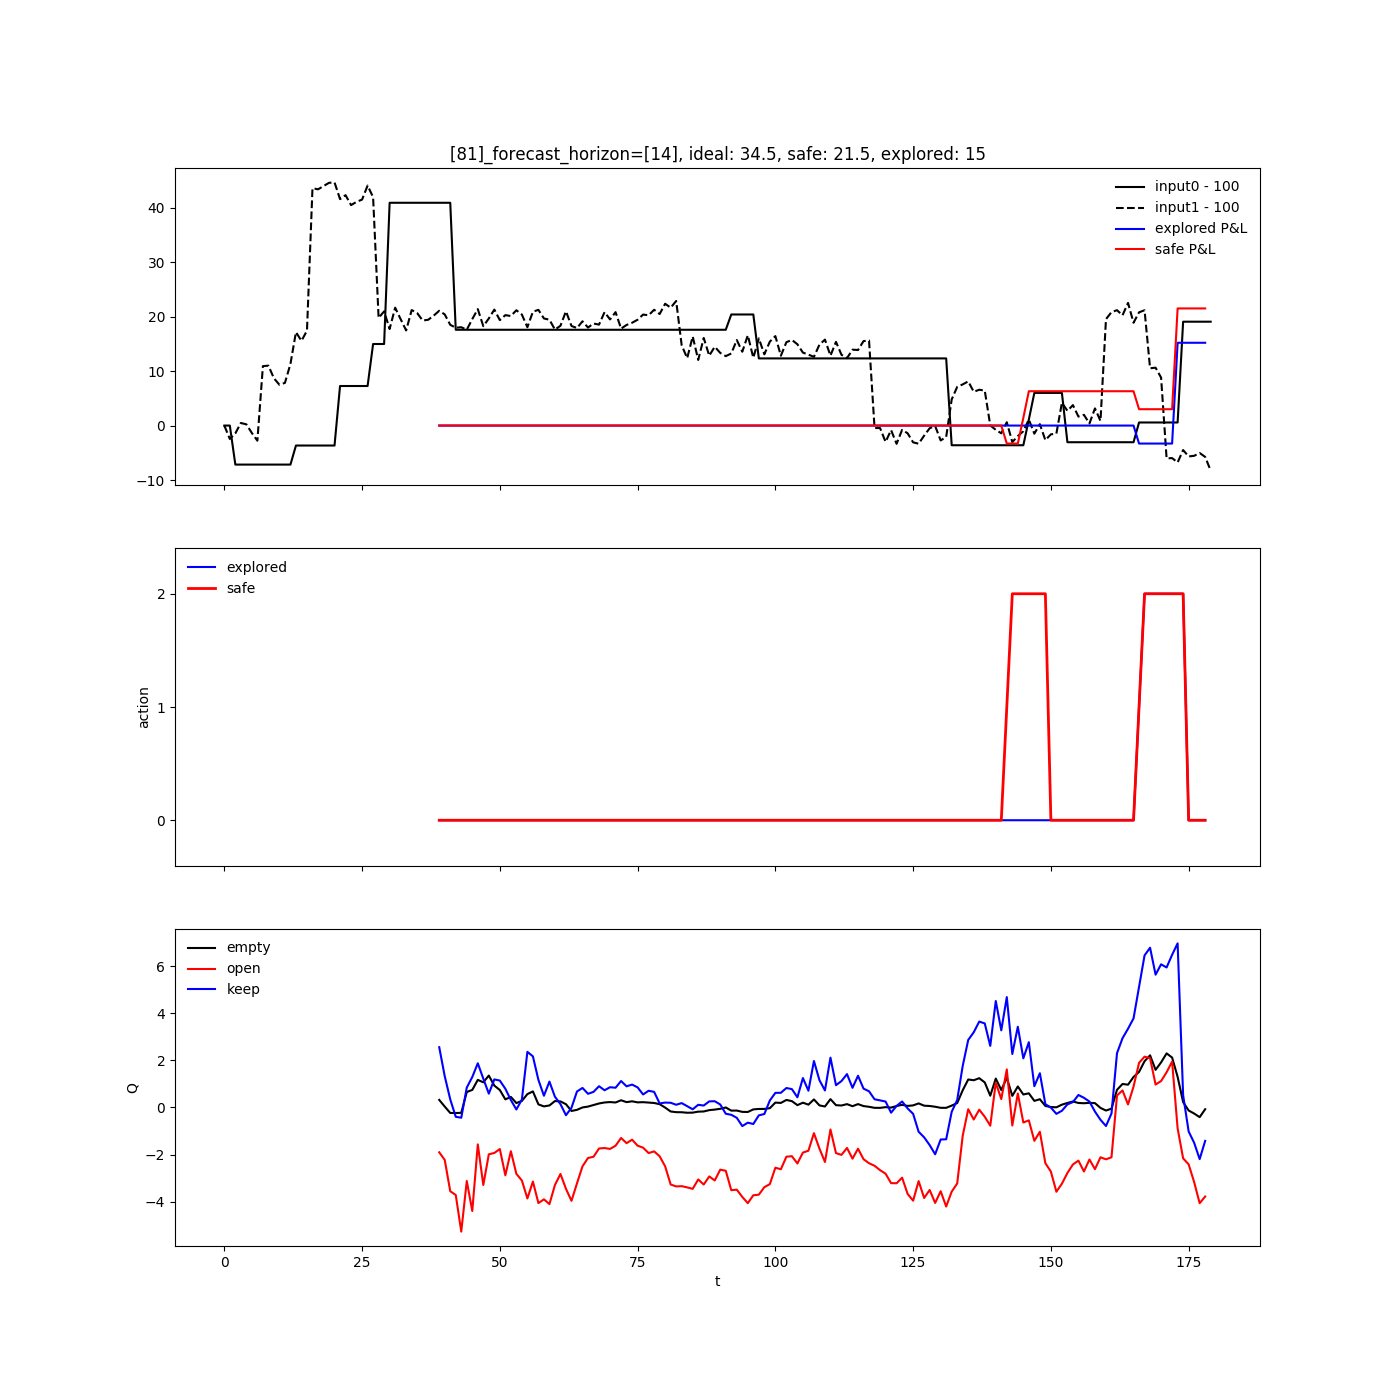 [81]_forecast_horizon=[14], ideal: 34.5, safe: 21.5, explored: 15
input0 - 100
input1 - 100
explored P&L
safe P&L
40
30
20
10
0
−10
explored
safe
2
1
0
action
empty
open
keep
6
4
2
0
−2
−4
Q
0 25 50 75 100 125 150 175
t